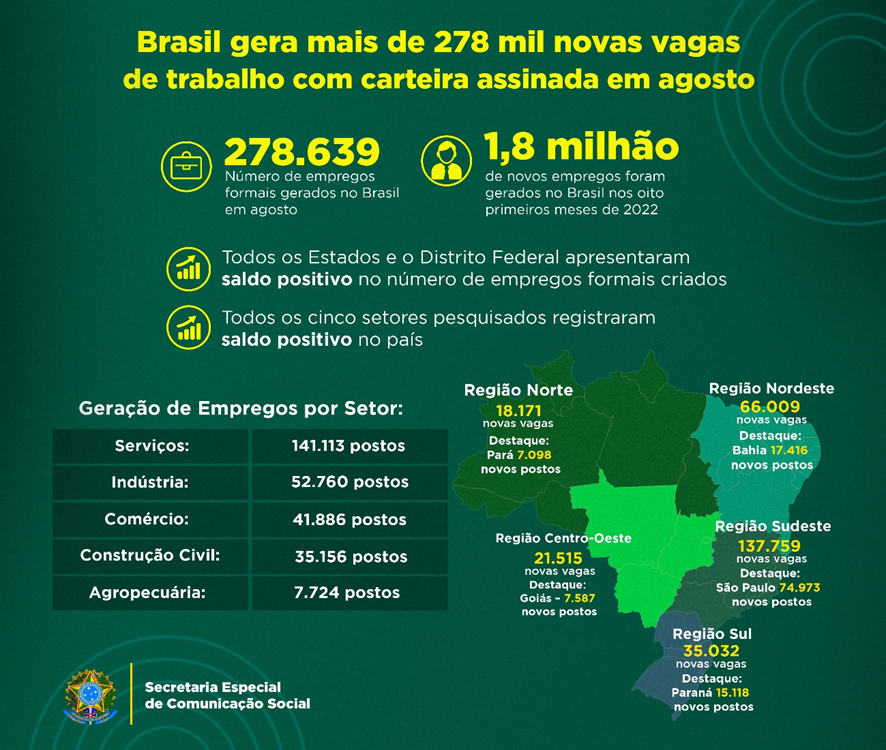 Brasil gera mais de 278 mil novas vagas
de trabalho com carteira assinada em agosto
278.639
Número de empregos
formais gerados no Brasil
em agosto
1,8 milhão
de novos empregos foram
gerados no Brasil nos oito
primeiros meses de 2022
Todos os Estados e o Distrito Federal apresentaram
saldo positivo no número de empregos formais criados
Todos os cinco setores pesquisados registraram
saldo positivo no país
Geração de Empregos por Setor:
Serviços: 141.113 postos
Indústria: 52.760 postos
Comércio: 41.886 postos
Construção Civil: 35.156 postos
Agropecuária: 7.724 postos
Região Norte
18.171
novas vagas
Destaque:
Pará 7.098
novos postos
Região Nordeste
66.009
novas vagas
Destaque:
Bahia 17.416
novos postos
Região Centro-Oeste
21.515
novas vagas
Destaque:
Goiás – 7.587
novos postos
Região Sudeste
137.759
novas vagas
Destaque:
São Paulo 74.973
novos postos
Região Sul
35.032
novas vagas
Destaque:
Paraná 15.118
novos postos
Secretaria Especial
de Comunicação Social